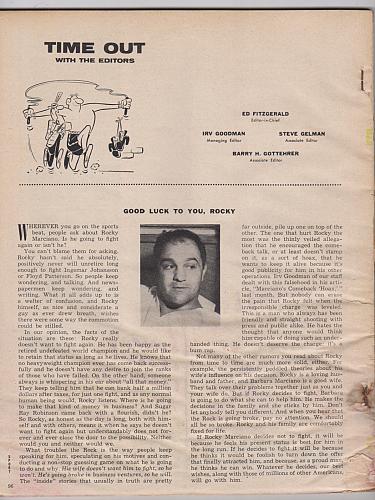 TIME OUT
WITH THE EDITORS
ED FITZGERALD
Editor-in-Chief
IRV GOODMAN
Managing Editor
STEVE GELMAN
Associate Editor
BARRY H. GOTTEHRER
Associate Editor
GOOD LUCK TO YOU, ROCKY
WHEREVER you go on the sports
beat, people ask about Rocky
Marciano. Is he going to fight
again or isn't he?
You can't blame them for asking.
Rocky hasn't said he absolutely,
positively never will unretire long
enough to fight Ingemar Johansson
or Floyd Patterson. So people keep
wondering, and talking. And news-
papermen keep wondering, and
writing. What it all adds up to is
a welter of confusion, and Rocky
himself, as nice and considerate a
guy as ever drew breath, wishes
there were some way the commotion
could be stilled.
In our opinion, the facts of the
situation are these: Rocky really
doesn't want to fight again. He has been happy as the
retired undefeated world champion and he would like
to retain that status as long as he lives. He knows that
no heavyweight champion ever has come back success-
fully and he doesn't have any desire to join the ranks
of those who have failed. On the other hand, someone
always is whispering in his ear about "all that money."
They keep telling him that he can bank half a million
dollars after taxes, for just one fight, and as any normal
human being would, Rocky listens. Where is he going
to make that kind of money in business? And Sugar
Ray Robinson came back with a flourish, didn't he?
So Rocky, as the day is long, is honest with him-
self and with others, means it when he says he doesn't
want to fight again but understandably does not for-
ever and ever close the door to the possibility. Neither
would you and neither would we.
What troubles the Rock is the way people keep
speaking for him, speculating on his motives and con-
ducting a non-stop guessing game on what he is going
to do and why. His wife doesn't want him to fight, so he
won't. He's going broke in business ventures, so he will.
The "inside" stories that usually in truth are pretty
far outside, pile up one on top of the
other. The one that hurt Rocky the
most was the thinly veiled allega-
tion that he encouraged the come-
back talk, or at least doesn't stamp
on it, as a sort of hoax, that he
wants to keep it alive because it's
good publicity for him in his other
operations. Irv Goodman of our staff
dealt with this falsehood in his arti-
cle, "Marciano's Comeback 'Hoax',"
last month. But nobody can erase
the pain that Rocky felt when the
irresponsible charge was leveled.
This is a man who always has been
friendly and straight shooting with
press and public alike. He hates the
thought that anyone would think
him capable of doing such an under-
handed thing. He doesn't deserve the charge. It's a
bum rap.
Not many of the other rumors you read about Rocky
from time to time are much more solid, either. For
example, the persistently peddled theories about his
wife's influence on his decision. Rocky is a loving hus-
band and father, and Barbara Marciano is a good wife.
They talk over their problems together just as you and
your wife do. But if Rocky decides to fight, Barbara
is going to do what she can to help him. He makes the
decisions in the family and she sticks by him. Don't
let anybody tell you different. And when you hear that
the Rock is going broke, pay no attention. We should
all be so broke. Rocky and his family are comfortably
fixed for life.
If Rocky Marciano decides not to fight, it will be
because he feels his present status is best for him in
the long run. If he decides to fight it will be because
he thinks it would be foolish to turn down the offer
that finally attracted him, and because, as a proud man,
he thinks he can win. Whatever he decides, our best
wishes, along with those of millions of other Americans,
will go with him.
SPORT
96